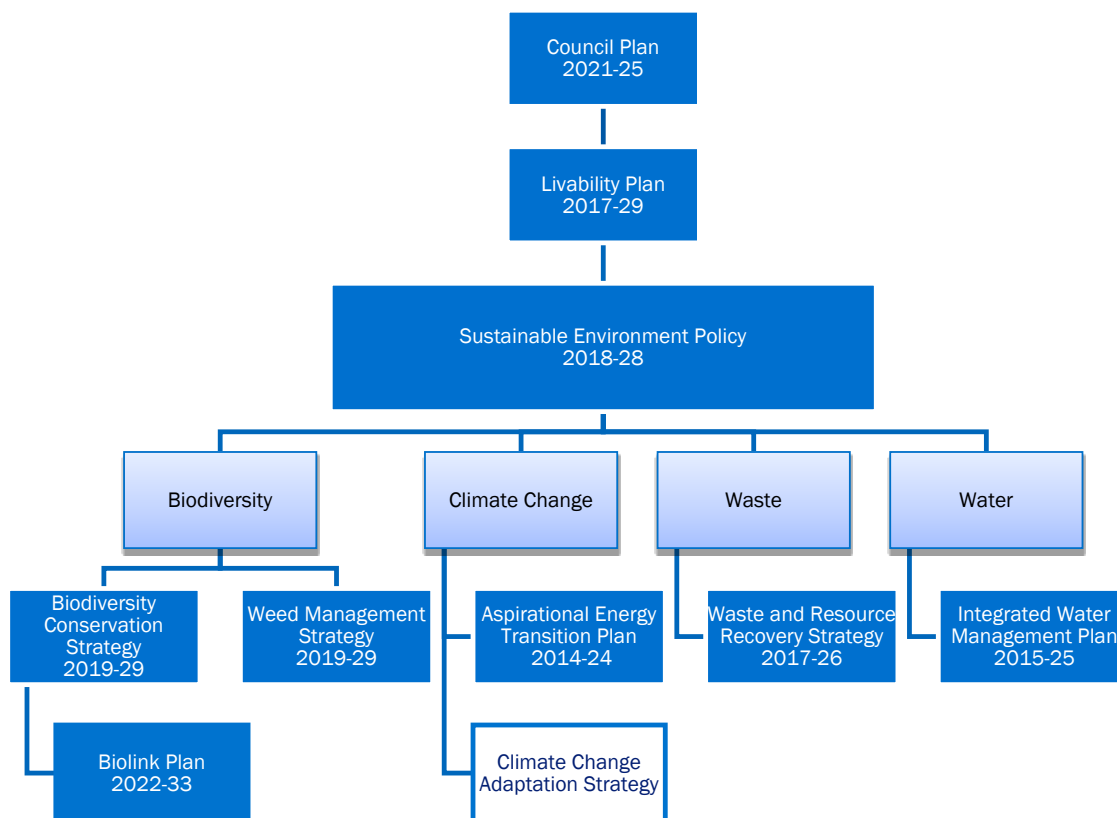 Council Plan
2021-25
Livability Plan
2017-29
Sustainable Environment Policy
2018-28
Biodiversity
Climate Change
Waste
Water
Biodiversity
Conservation
Strategy
2019-29
Weed Management
Strategy
2019-29
Aspirational Energy
Transition Plan
2014-24
Waste and Resource
Recovery Strategy
2017-26
Integrated Water
Management Plan
2015-25
Biolink Plan
2022-33
Climate Change
Adaptation Strategy